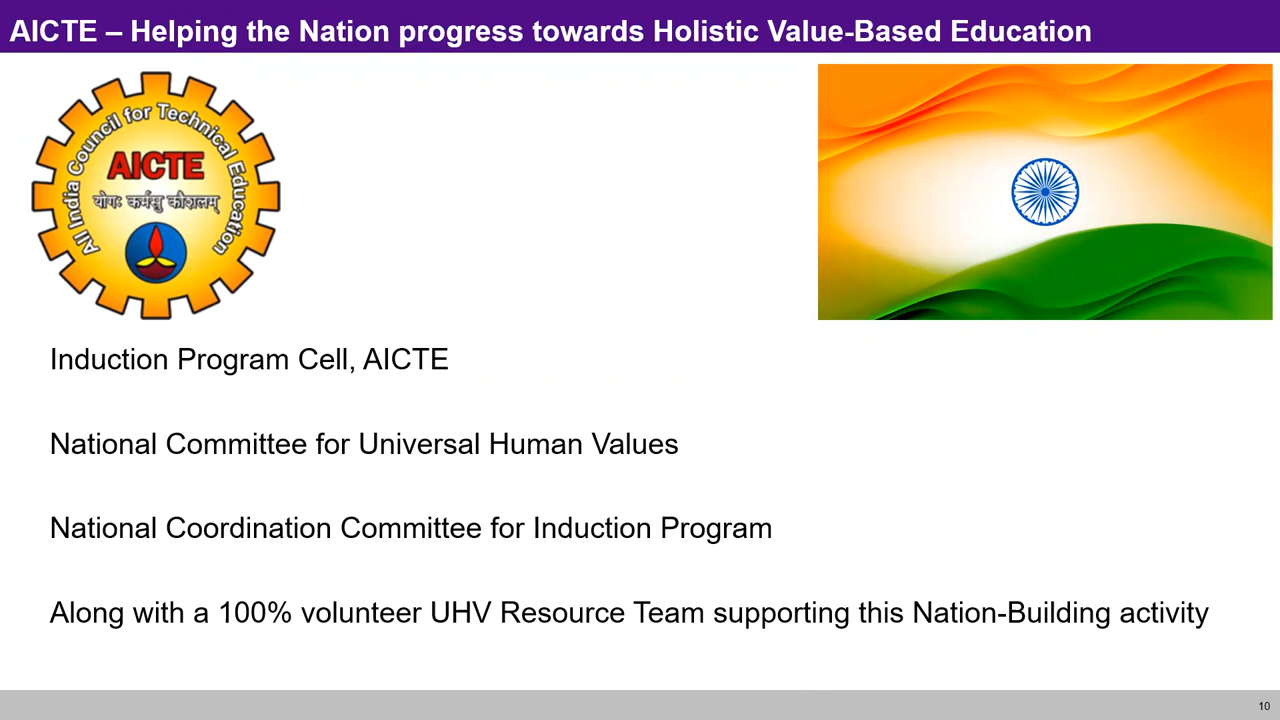 AICTE – Helping the Nation progress towards Holistic Value-Based Education
All India Council for Technical Education
AICTE
योगः कर्मसु कौशलम्
Induction Program Cell, AICTE
National Committee for Universal Human Values
National Coordination Committee for Induction Program
Along with a 100% volunteer UHV Resource Team supporting this Nation-Building activity
10